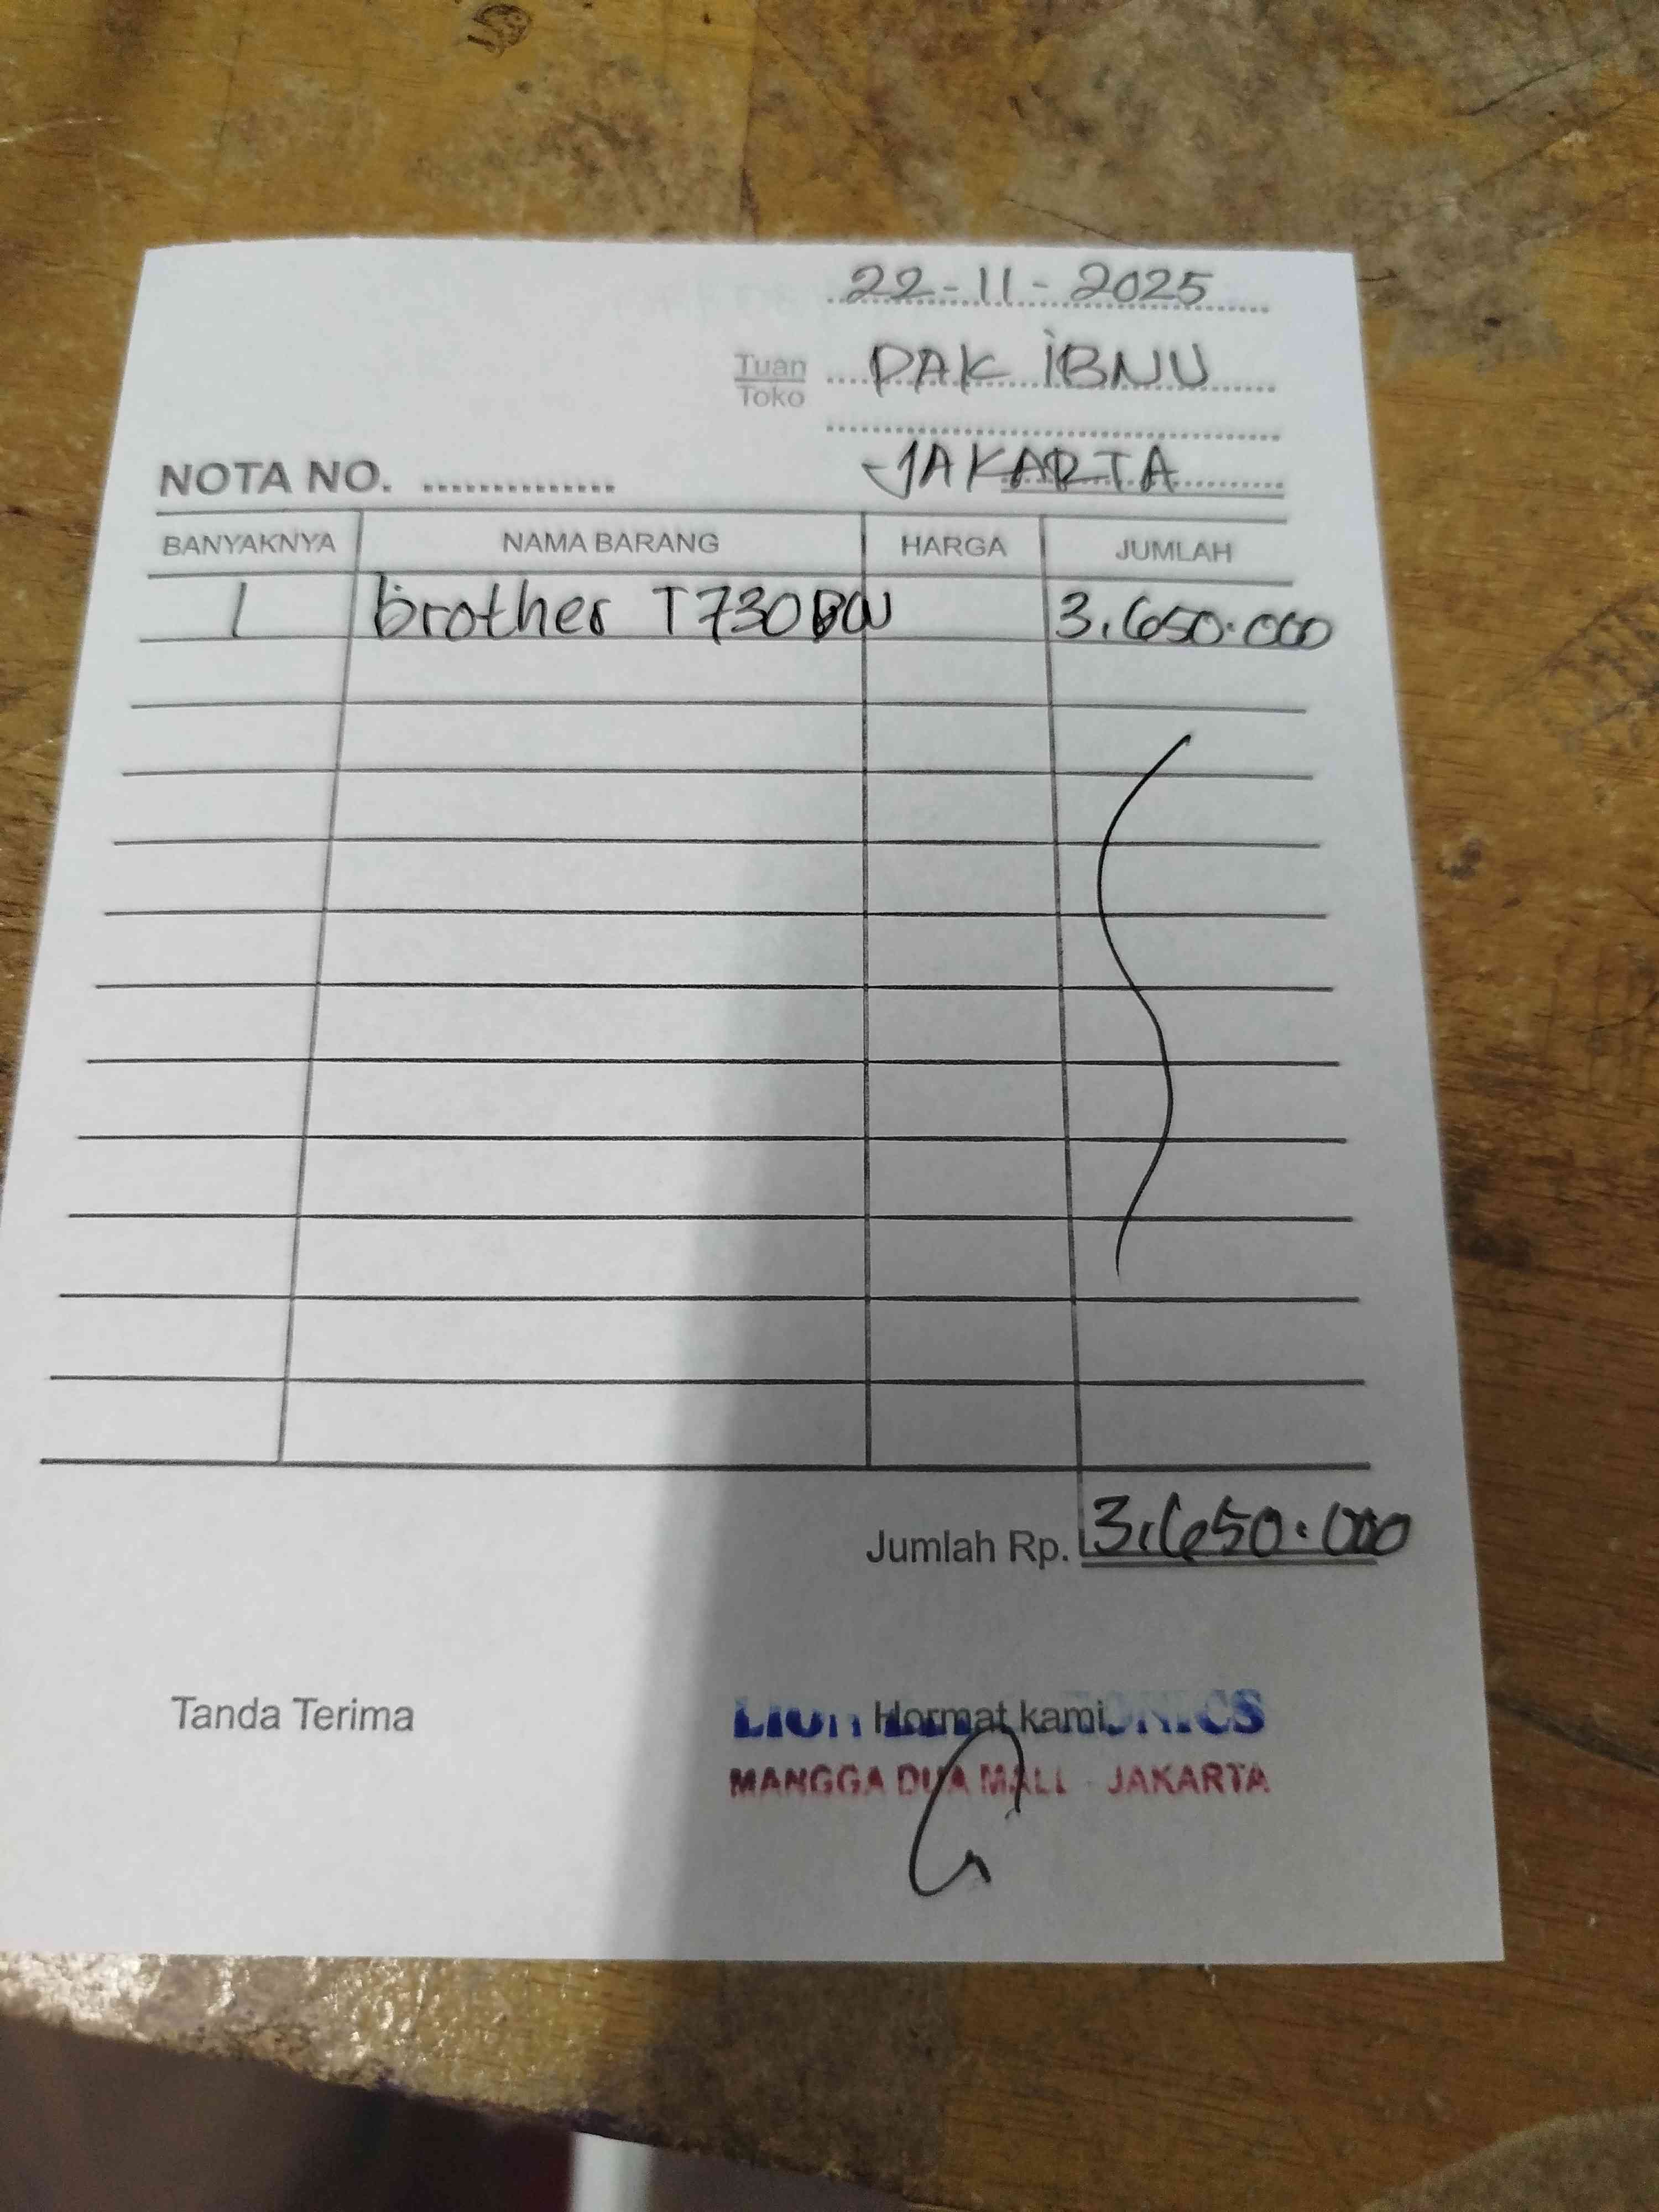 22-11-2025
Tuan PAK IBNU
Toko
JAKARTA
NOTA NO. ...............
BANYAKNYA NAMA BARANG HARGA JUMLAH
1 brother T730DW 3.650.000
Jumlah Rp. 3.650.000
Tanda Terima Hormat kami
MANGGA DUA MALL - JAKARTA